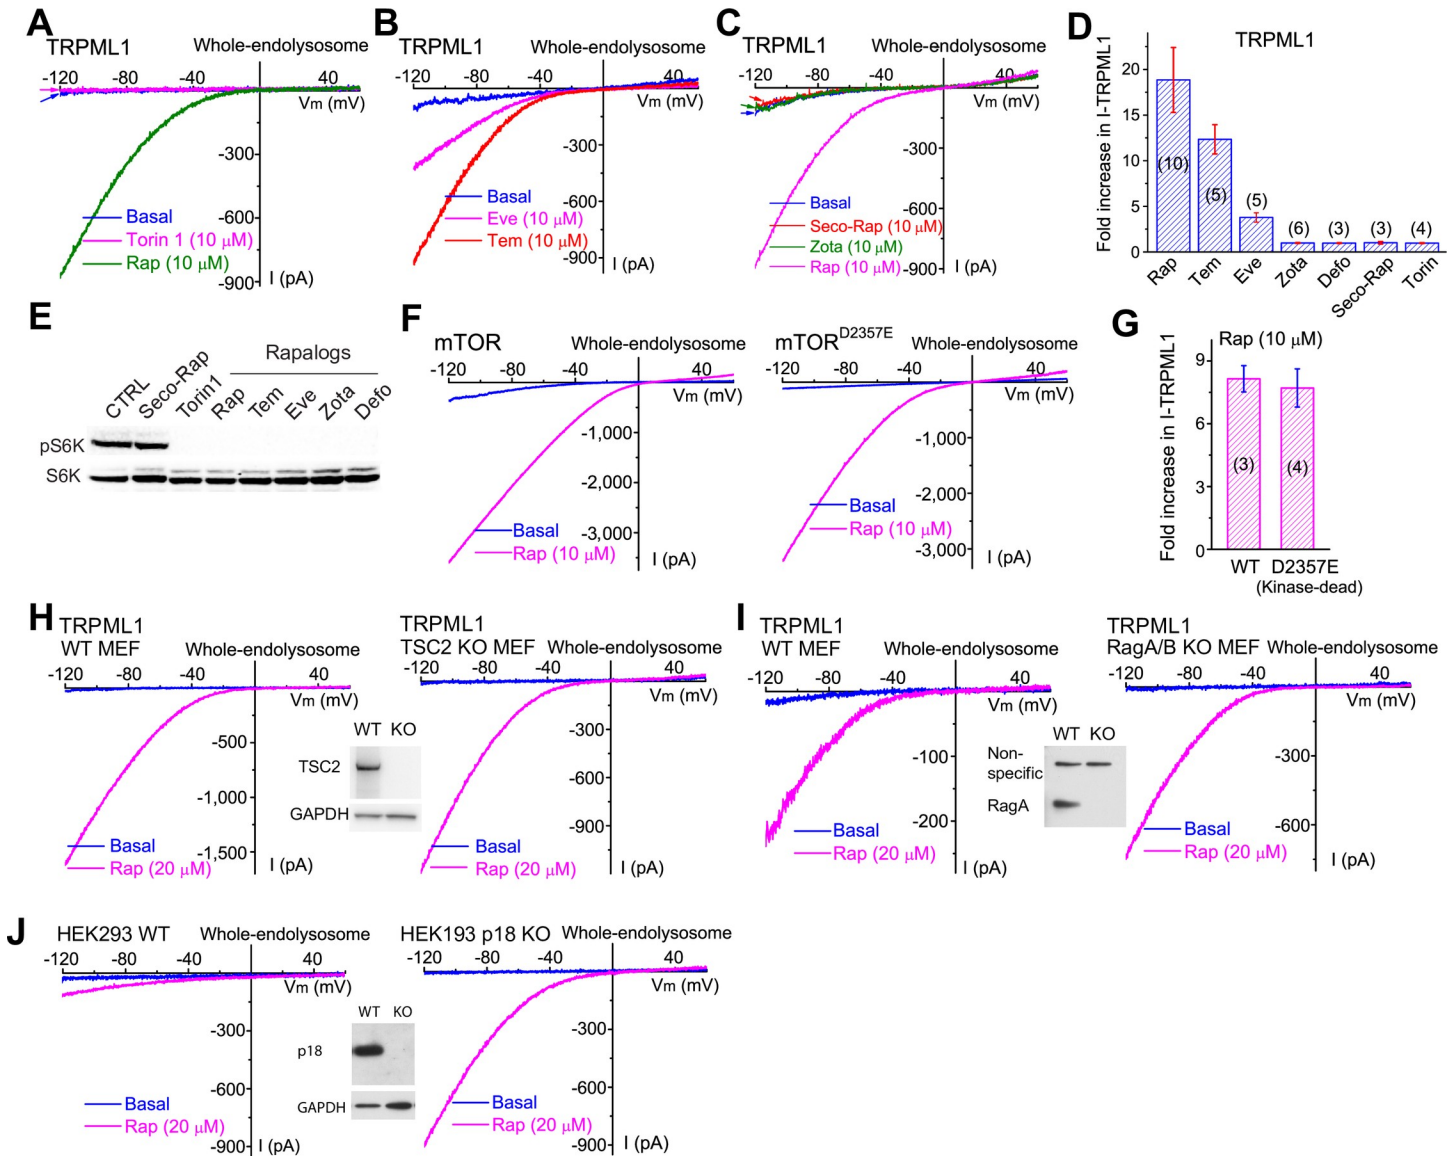 A
TRPML1
Whole-endolysosome
-120 -80 -40 40
Vm (mV)
-300
-600
-900
Basal
Torin 1 (10 μM)
Rap (10 μM)
I (pA)
B
TRPML1
Whole-endolysosome
-120 -80 -40 40
Vm (mV)
-300
-600
-900
Basal
Eve (10 μM)
Tem (10 μM)
I (pA)
C
TRPML1
Whole-endolysosome
-120 -80 -40 40
Vm (mV)
-300
-600
-900
Basal
Seco-Rap (10 μM)
Zota (10 μM)
Rap (10 μM)
I (pA)
D
TRPML1
Fold increase in I-TRPML1
20
15
10
5
0
(10) (5) (5) (6) (3) (3) (4)
Rap Tem Eve Zota Defo Seco-Rap Torin
E
Rapalogs
CTRL Seco-Rap Torin1 Rap Tem Eve Zota Defo
pS6K
S6K
F
mTOR
Whole-endolysosome
-120 -80 -40 40
Vm (mV)
-1,000
-2,000
-3,000
Basal
Rap (10 μM)
I (pA)
mTORD2357E
Whole-endolysosome
-120 -80 -40 40
Vm (mV)
-1,000
-2,000
-3,000
Basal
Rap (10 μM)
I (pA)
G
Rap (10 μM)
Fold increase in I-TRPML1
9
6
3
0
(3) (4)
WT D2357E
(Kinase-dead)
H
TRPML1
WT MEF
Whole-endolysosome
-120 -80 -40 40
Vm (mV)
-500
-1,000
-1,500
Basal
Rap (20 μM)
I (pA)
WT KO
TSC2
GAPDH
TRPML1
TSC2 KO MEF
Whole-endolysosome
-120 -80 -40 40
Vm (mV)
-300
-600
-900
Basal
Rap (20 μM)
I (pA)
I
TRPML1
WT MEF
Whole-endolysosome
-120 -80 -40 40
Vm (mV)
-100
-200
Basal
Rap (20 μM)
I (pA)
WT KO
Non-
specific
RagA
TRPML1
RagA/B KO MEF
Whole-endolysosome
-120 -80 -40 40
Vm (mV)
-300
-600
Basal
Rap (20 μM)
I (pA)
J
HEK293 WT
Whole-endolysosome
-120 -80 -40 40
Vm (mV)
-300
-600
-900
Basal
Rap (20 μM)
I (pA)
WT KO
p18
GAPDH
HEK193 p18 KO
Whole-endolysosome
-120 -80 -40 40
Vm (mV)
-300
-600
-900
Basal
Rap (20 μM)
I (pA)